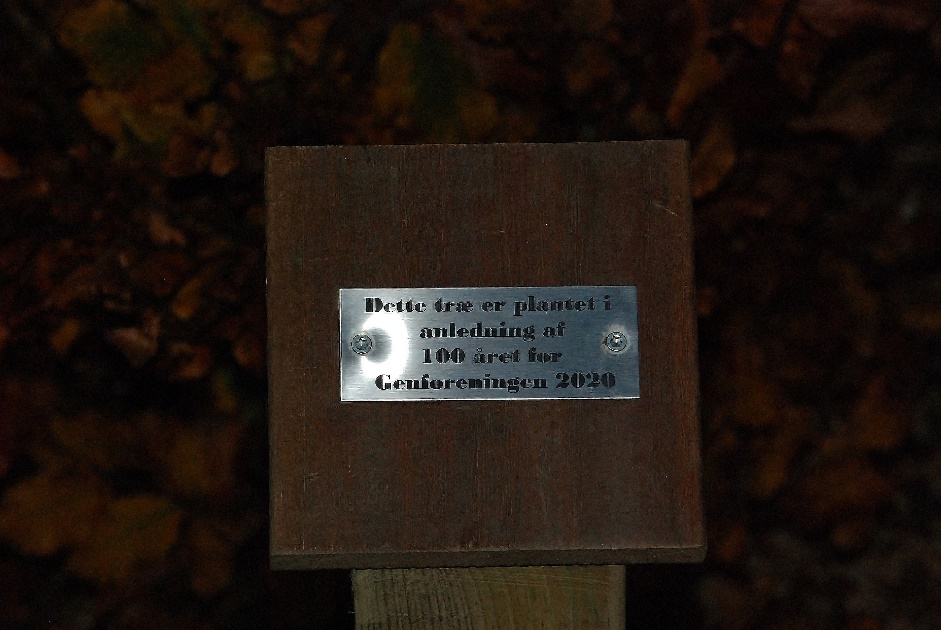 Dette træ er plantet i
anledning af
100 året for
Genforeningen 2020